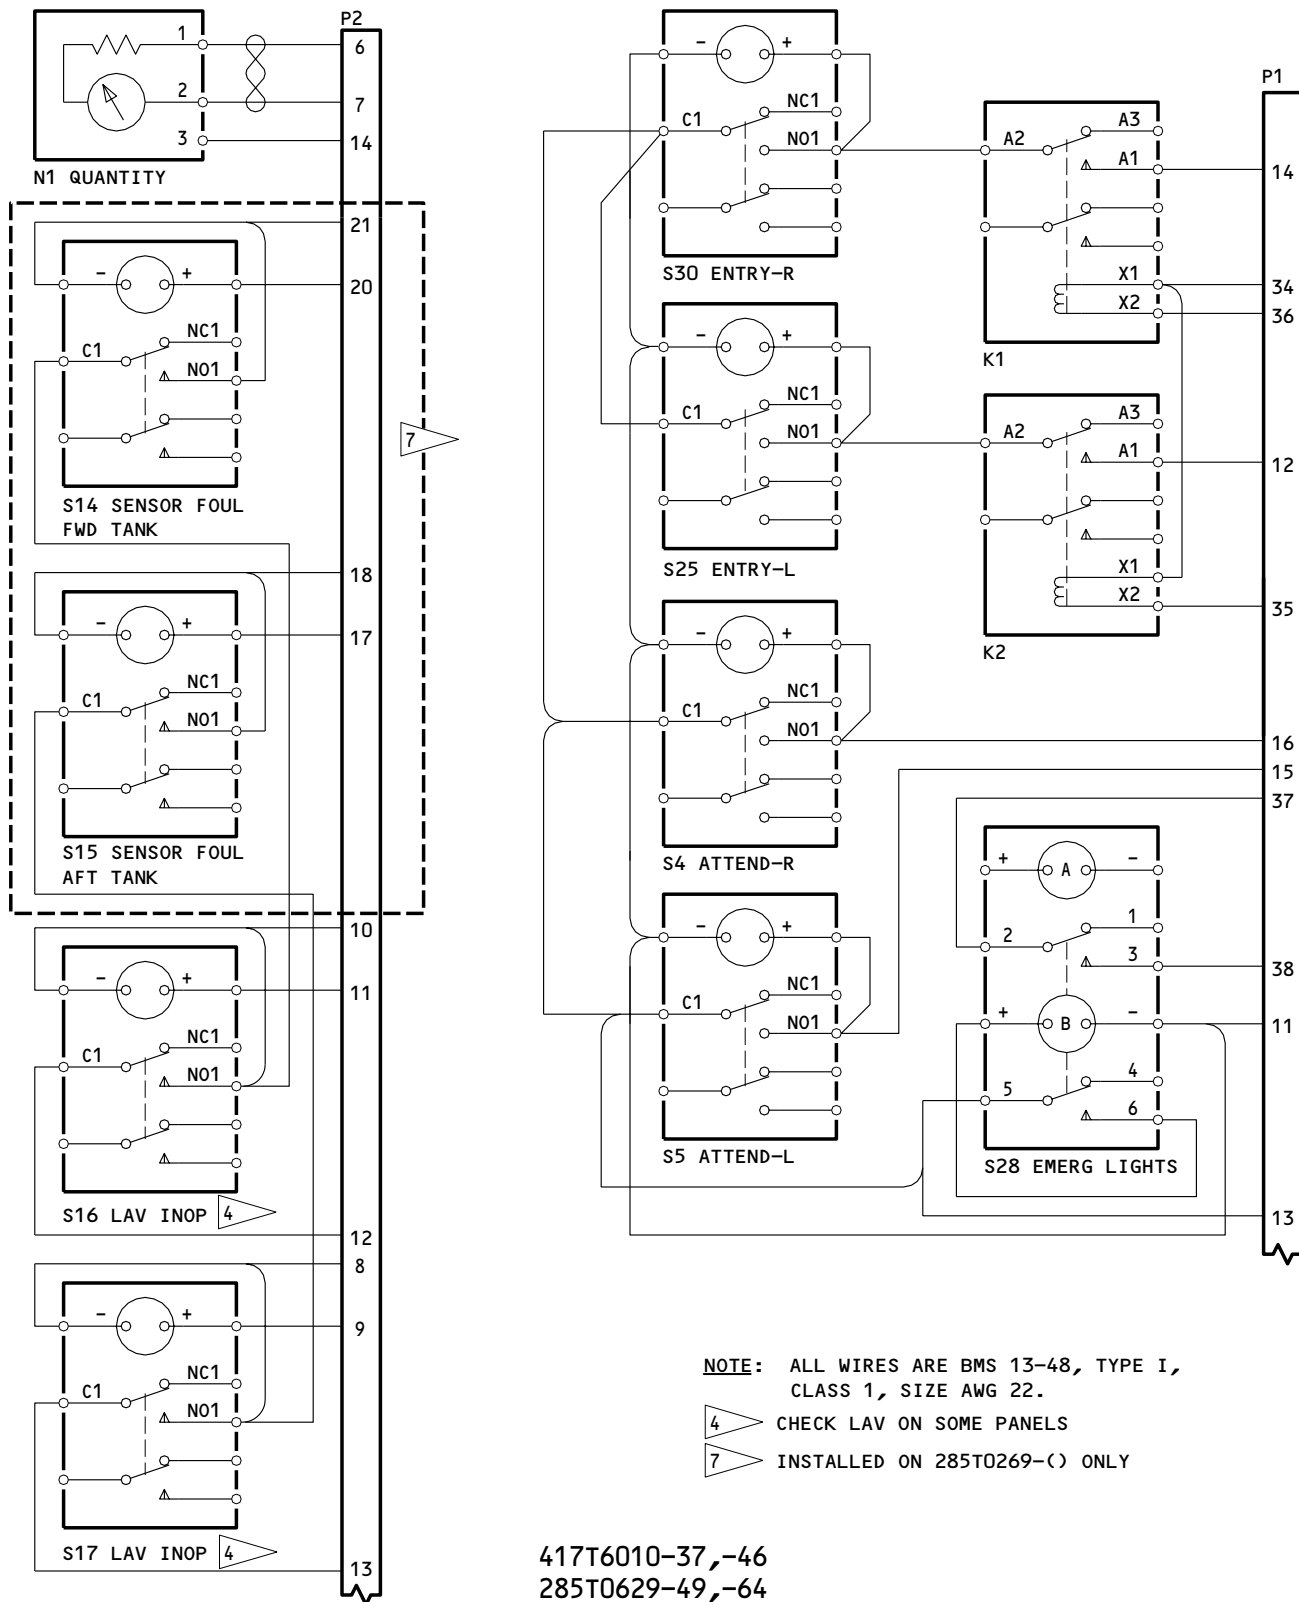 P2
1
6
2
7
3
14
N1 QUANTITY
21
- +
20
NC1
C1
NO1
7
S14 SENSOR FOUL
FWD TANK
18
- +
17
NC1
C1
NO1
S15 SENSOR FOUL
AFT TANK
10
- +
11
NC1
C1
NO1
S16 LAV INOP 4
12
8
- +
9
NC1
C1
NO1
S17 LAV INOP 4
13
- +
NC1
C1
NO1
S30 ENTRY-R
- +
NC1
C1
NO1
S25 ENTRY-L
- +
NC1
C1
NO1
S4 ATTEND-R
- +
NC1
C1
NO1
S5 ATTEND-L
P1
A3
A2
A1
14
X1
34
X2
36
K1
A3
A2
A1
12
X1
X2
35
K2
16
15
37
+ A -
1
2
3
38
+ B -
11
4
5
6
S28 EMERG LIGHTS
13
NOTE: ALL WIRES ARE BMS 13-48, TYPE I,
CLASS 1, SIZE AWG 22.
4 CHECK LAV ON SOME PANELS
7 INSTALLED ON 285T0269-() ONLY
417T6010-37,-46
285T0629-49,-64